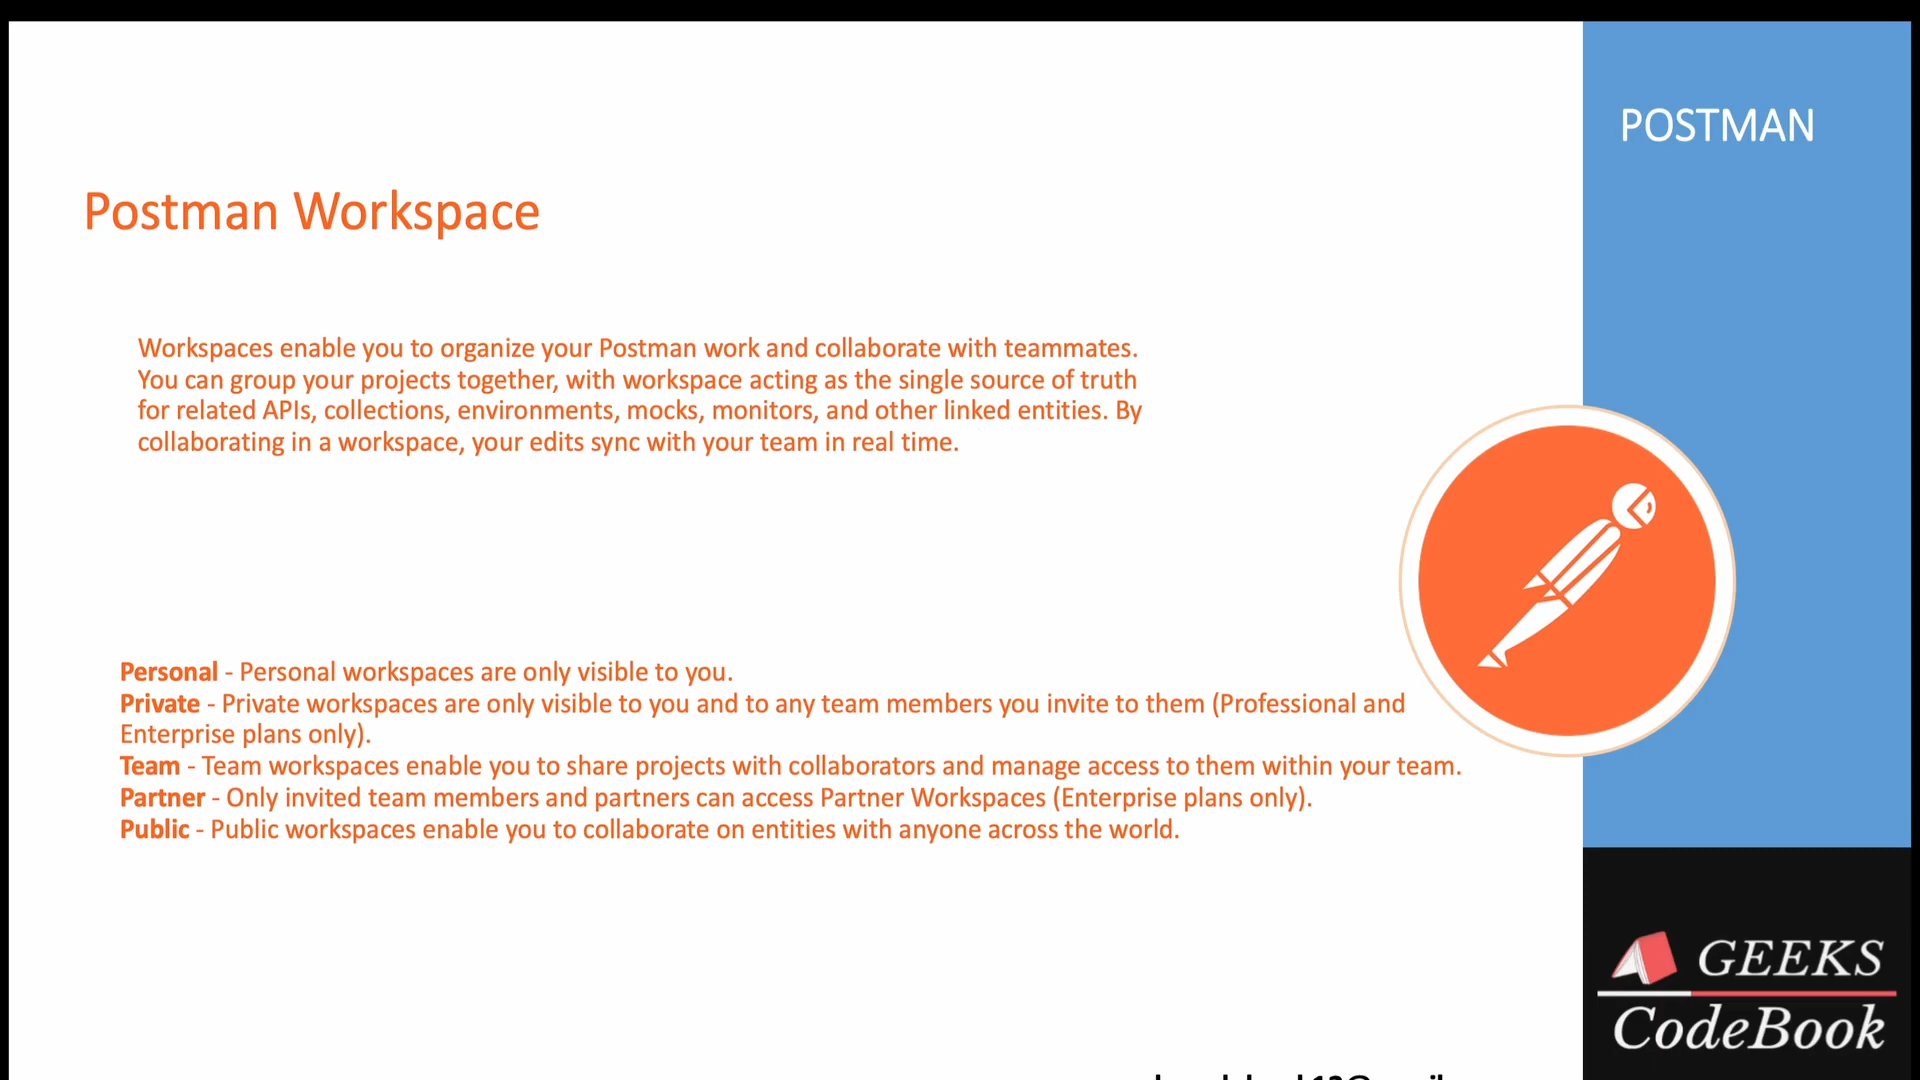 POSTMAN
Postman Workspace
Workspaces enable you to organize your Postman work and collaborate with teammates.
You can group your projects together, with workspace acting as the single source of truth
for related APIs, collections, environments, mocks, monitors, and other linked entities. By
collaborating in a workspace, your edits sync with your team in real time.
Personal - Personal workspaces are only visible to you.
Private - Private workspaces are only visible to you and to any team members you invite to them (Professional and
Enterprise plans only).
Team - Team workspaces enable you to share projects with collaborators and manage access to them within your team.
Partner - Only invited team members and partners can access Partner Workspaces (Enterprise plans only).
Public - Public workspaces enable you to collaborate on entities with anyone across the world.
GEEKS
CodeBook